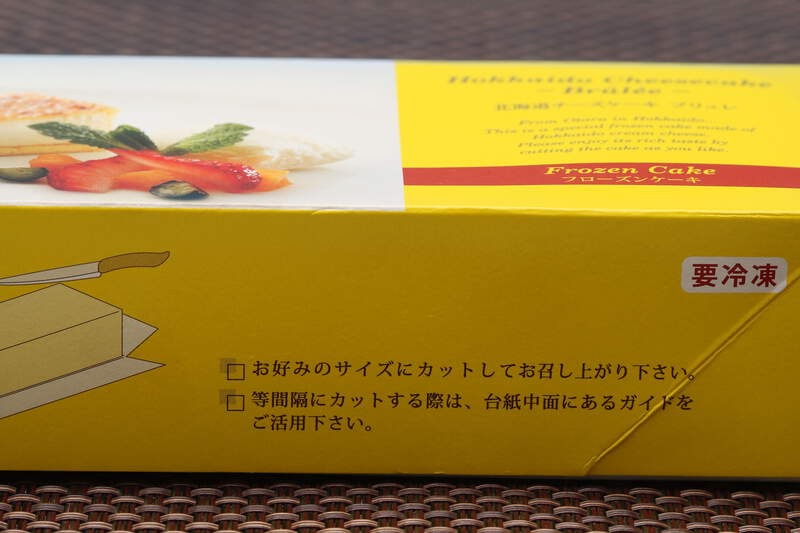 Hokkaido Cheesecake
– Brûlée –
北海道チーズケーキ ブリュレ
From Otaru in Hokkaido...
This is a special frozen cake made of
Hokkaido cream cheese.
Please enjoy its rich taste by
cutting the cake as you like.
Frozen Cake
フローズンケーキ
要冷凍
お好みのサイズにカットしてお召し上がり下さい。
等間隔にカットする際は、台紙中面にあるガイドを
ご活用下さい。